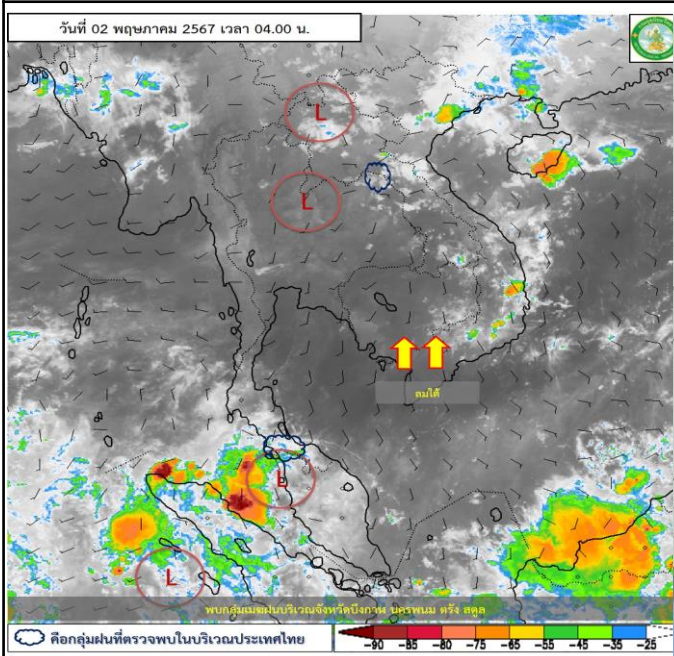 วันที่ 02 พฤษภาคม 2567 เวลา 04.00 น.
L
L
ลมใต้
L
L
พบกลุ่มเมฆฝนบริเวณจังหวัดบึงกาฬ นครพนม ตรัง สตูล
คือกลุ่มฝนที่ตรวจพบในบริเวณประเทศไทย
-90 -85 -80 -75 -65 -55 -45 -35 -25